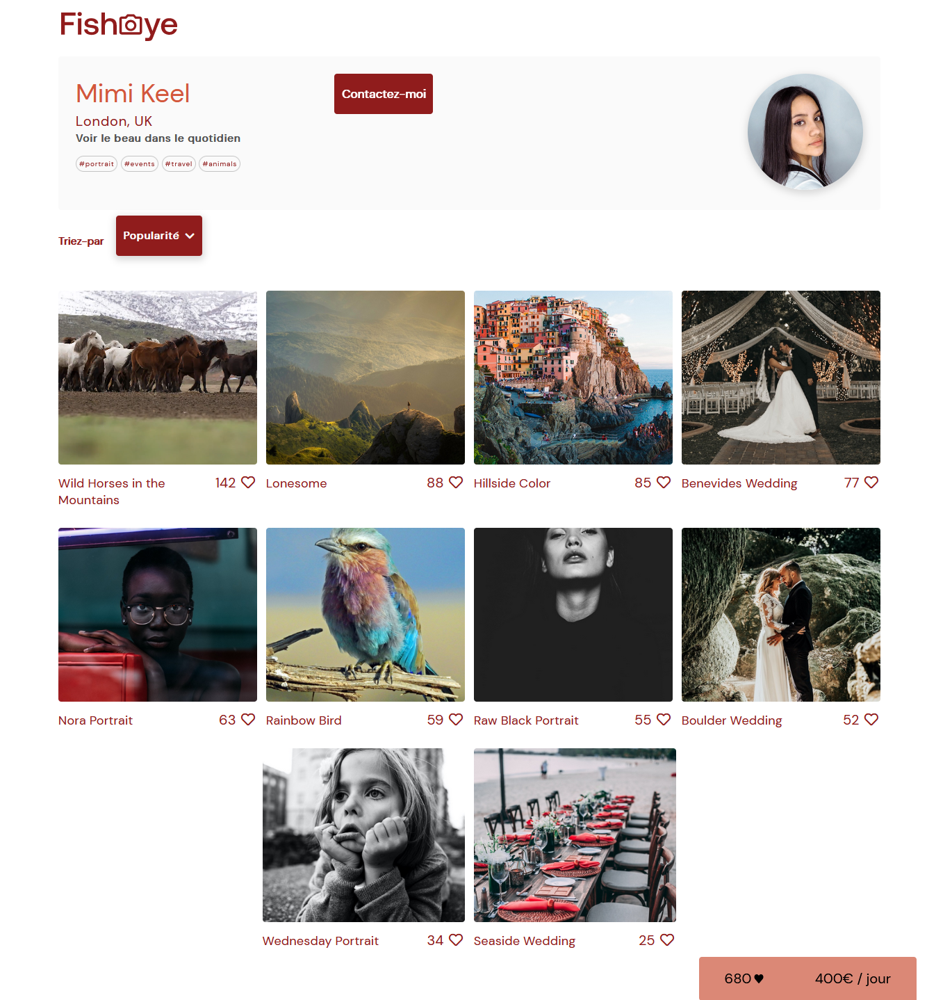 Fisheye
Mimi Keel
Contactez-moi
London, UK
Voir le beau dans le quotidien
#portrait #events #travel #animals
Triez-par
Popularité
Wild Horses in the
Mountains
142
Lonesome
88
Hillside Color
85
Benevides Wedding
77
Nora Portrait
63
Rainbow Bird
59
Raw Black Portrait
55
Boulder Wedding
52
Wednesday Portrait
34
Seaside Wedding
25
680
400€ / jour